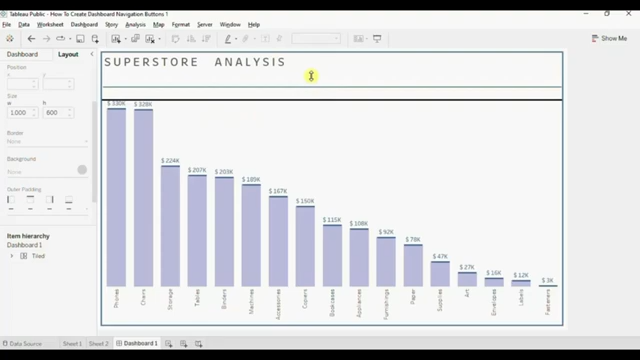 Tableau Public - How To Create Dashboard Navigation Buttons 1
File Data Worksheet Dashboard Story Analysis Map Format Server Window Help
Show Me
Dashboard Layout
Position
x y
Size
w h
1,000 600
Border
None
Background
None
Outer Padding
Item hierarchy
Dashboard 1
Tiled
SUPERSTORE ANALYSIS
$ 330K $ 328K $ 224K $ 207K $ 203K $ 189K $ 167K $ 150K $ 115K $ 108K $ 92K $ 78K $ 47K $ 27K $ 16K $ 12K $ 3K
Phones Chairs Storage Tables Binders Machines Accessories Copiers Bookcases Appliances Furnishings Paper Supplies Art Envelopes Labels Fasteners
Data Source Sheet 1 Sheet 2 Dashboard 1